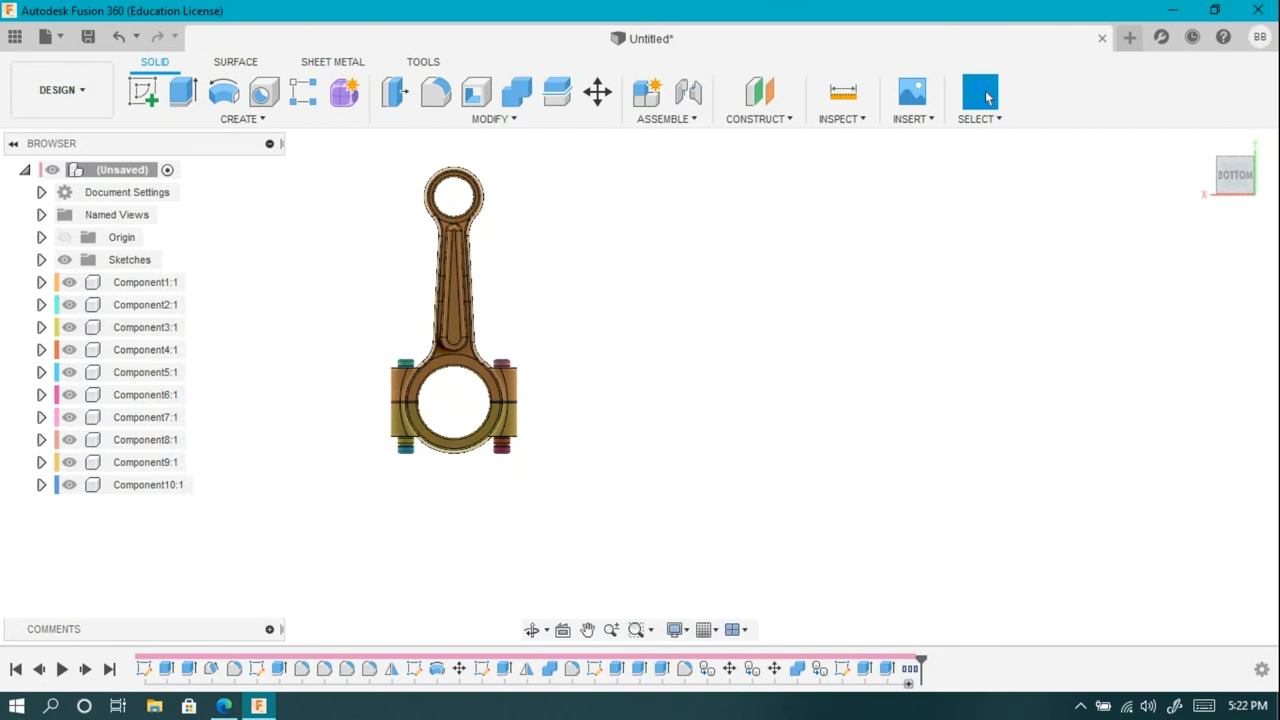 Autodesk Fusion 360 (Education License)
Untitled*
BB
SOLID SURFACE SHEET METAL TOOLS
DESIGN
CREATE MODIFY ASSEMBLE CONSTRUCT INSPECT INSERT SELECT
BROWSER
(Unsaved)
Document Settings
Named Views
Origin
Sketches
Component1:1
Component2:1
Component3:1
Component4:1
Component5:1
Component6:1
Component7:1
Component8:1
Component9:1
Component10:1
Y
BOTTOM
X
COMMENTS
5:22 PM